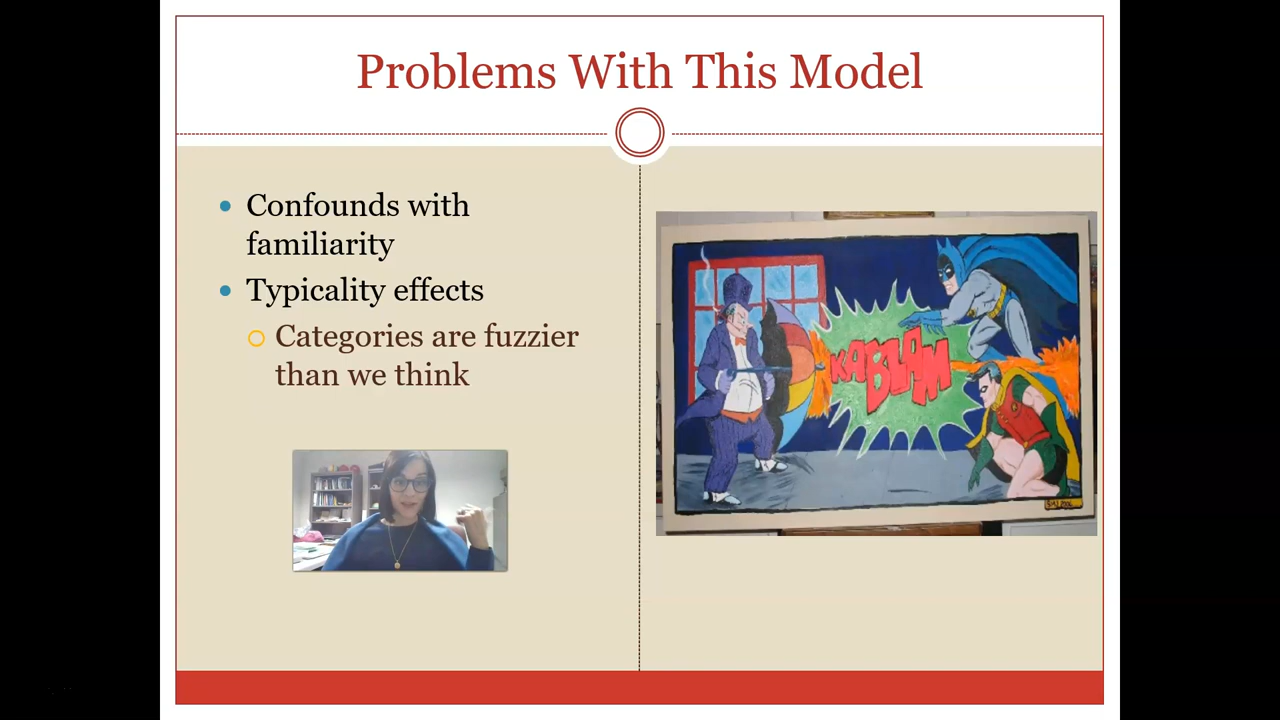 Problems With This Model
Confounds with
familiarity
Typicality effects
Categories are fuzzier
than we think
KABLAM